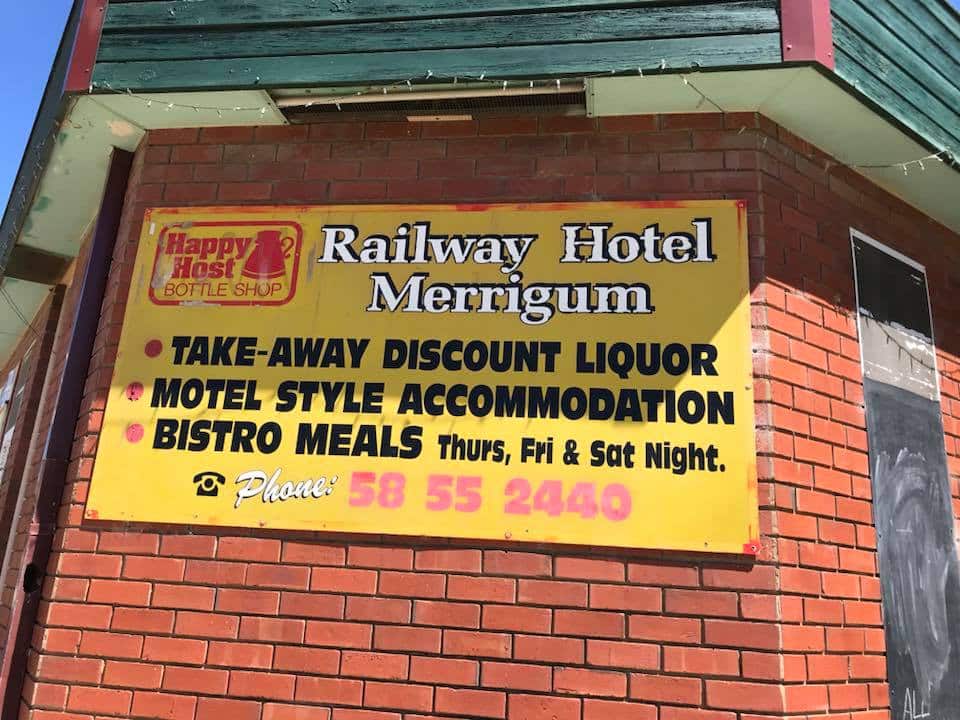 Happy
Host
BOTTLE SHOP
Railway Hotel
Merrigum
• TAKE-AWAY DISCOUNT LIQUOR
• MOTEL STYLE ACCOMMODATION
• BISTRO MEALS Thurs, Fri & Sat Night.
☎ Phone: 58 55 2440
ALL